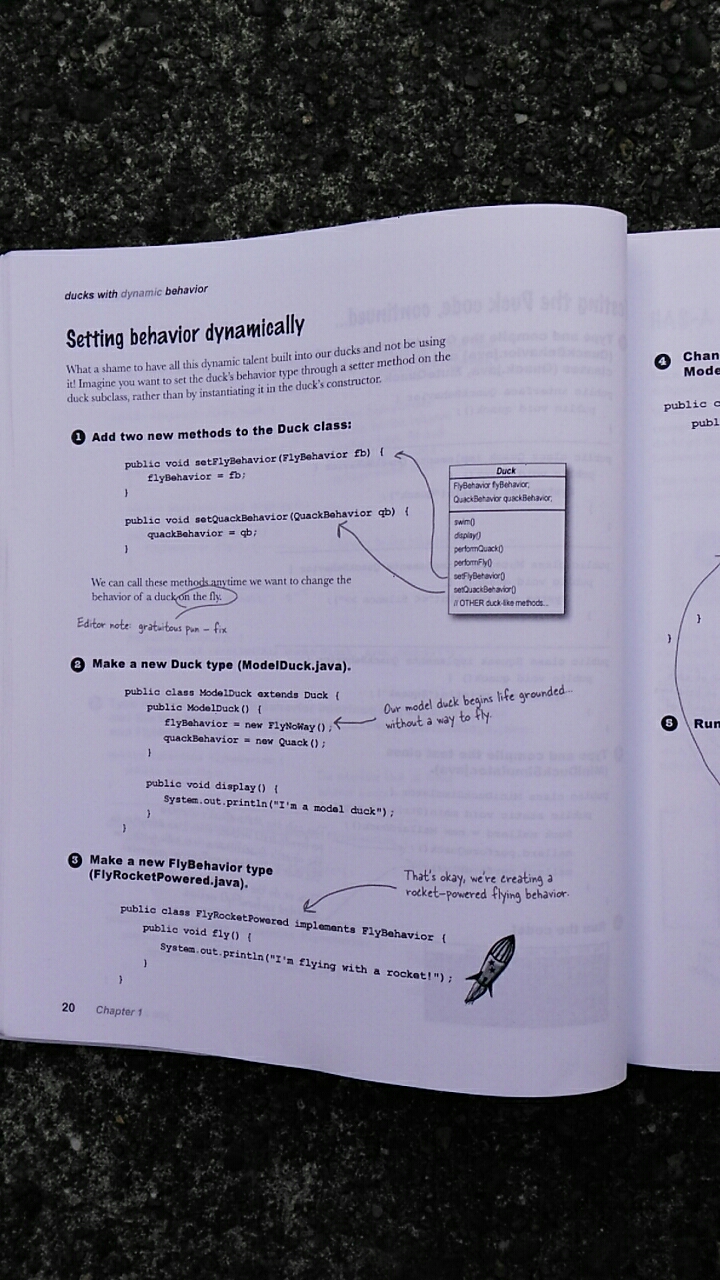 ducks with dynamic behavior
Setting behavior dynamically
What a shame to have all this dynamic talent built into our ducks and not be using
it! Imagine you want to set the duck's behavior type through a setter method on the
duck subclass, rather than by instantiating it in the duck's constructor.
1 Add two new methods to the Duck class:
public void setFlyBehavior(FlyBehavior fb) {
flyBehavior = fb;
}
public void setQuackBehavior(QuackBehavior qb) {
quackBehavior = qb;
}
Duck
FlyBehavior flyBehavior;
QuackBehavior quackBehavior;
swim()
display()
performQuack()
performFly()
setFlyBehavior()
setQuackBehavior()
// OTHER duck-like methods...
We can call these methods anytime we want to change the
behavior of a duck on the fly.
Editor note: gratuitous pun - fix
2 Make a new Duck type (ModelDuck.java).
public class ModelDuck extends Duck {
public ModelDuck() {
flyBehavior = new FlyNoWay();
quackBehavior = new Quack();
}
Our model duck begins life grounded...
without a way to fly.
public void display() {
System.out.println("I'm a model duck");
}
}
3 Make a new FlyBehavior type
(FlyRocketPowered.java).
That's okay, we're creating a
rocket-powered flying behavior.
public class FlyRocketPowered implements FlyBehavior {
public void fly() {
System.out.println("I'm flying with a rocket!");
}
}
20 Chapter 1
4 Chan
Mode
public c
publ
}
}
5 Run